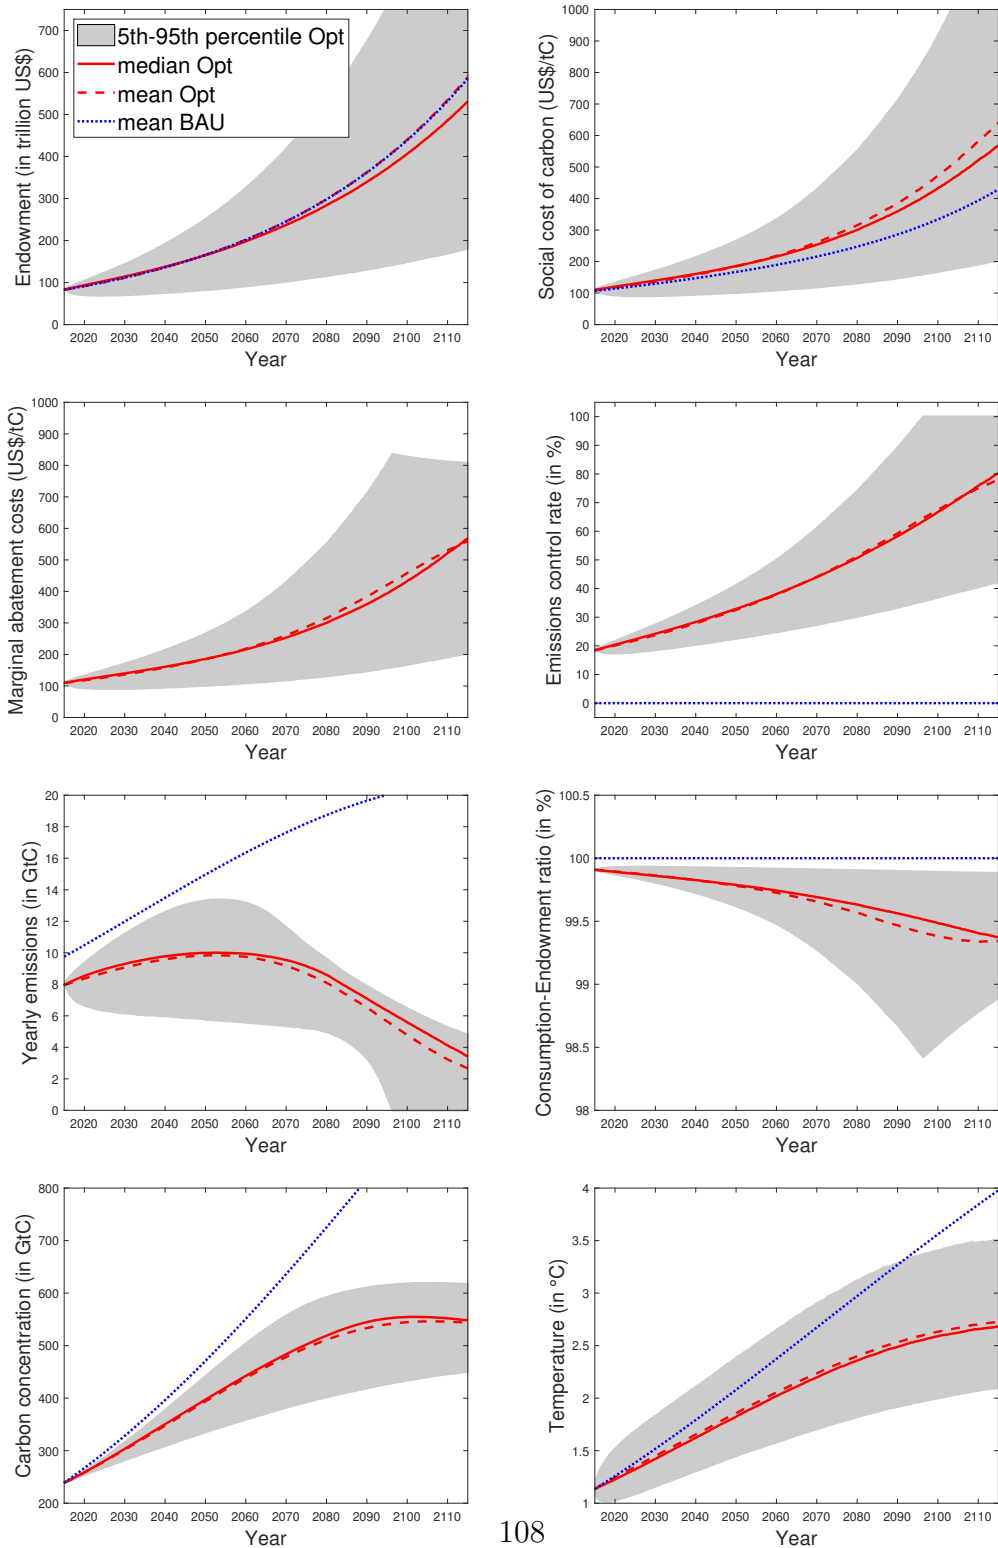 Endowment (in trillion US$)
750
700
600
500
400
300
200
100
0
5th-95th percentile Opt
median Opt
mean Opt
mean BAU
2020 2030 2040 2050 2060 2070 2080 2090 2100 2110
Year
Social cost of carbon (US$/tC)
1000
900
800
700
600
500
400
300
200
100
0
2020 2030 2040 2050 2060 2070 2080 2090 2100 2110
Year
Marginal abatement costs (US$/tC)
1000
900
800
700
600
500
400
300
200
100
0
2020 2030 2040 2050 2060 2070 2080 2090 2100 2110
Year
Emissions control rate (in %)
100
90
80
70
60
50
40
30
20
10
0
2020 2030 2040 2050 2060 2070 2080 2090 2100 2110
Year
Yearly emissions (in GtC)
20
18
16
14
12
10
8
6
4
2
0
2020 2030 2040 2050 2060 2070 2080 2090 2100 2110
Year
Consumption-Endowment ratio (in %)
100.5
100
99.5
99
98.5
98
2020 2030 2040 2050 2060 2070 2080 2090 2100 2110
Year
Carbon concentration (in GtC)
800
700
600
500
400
300
200
2020 2030 2040 2050 2060 2070 2080 2090 2100 2110
Year
Temperature (in °C)
4
3.5
3
2.5
2
1.5
1
2020 2030 2040 2050 2060 2070 2080 2090 2100 2110
Year
108